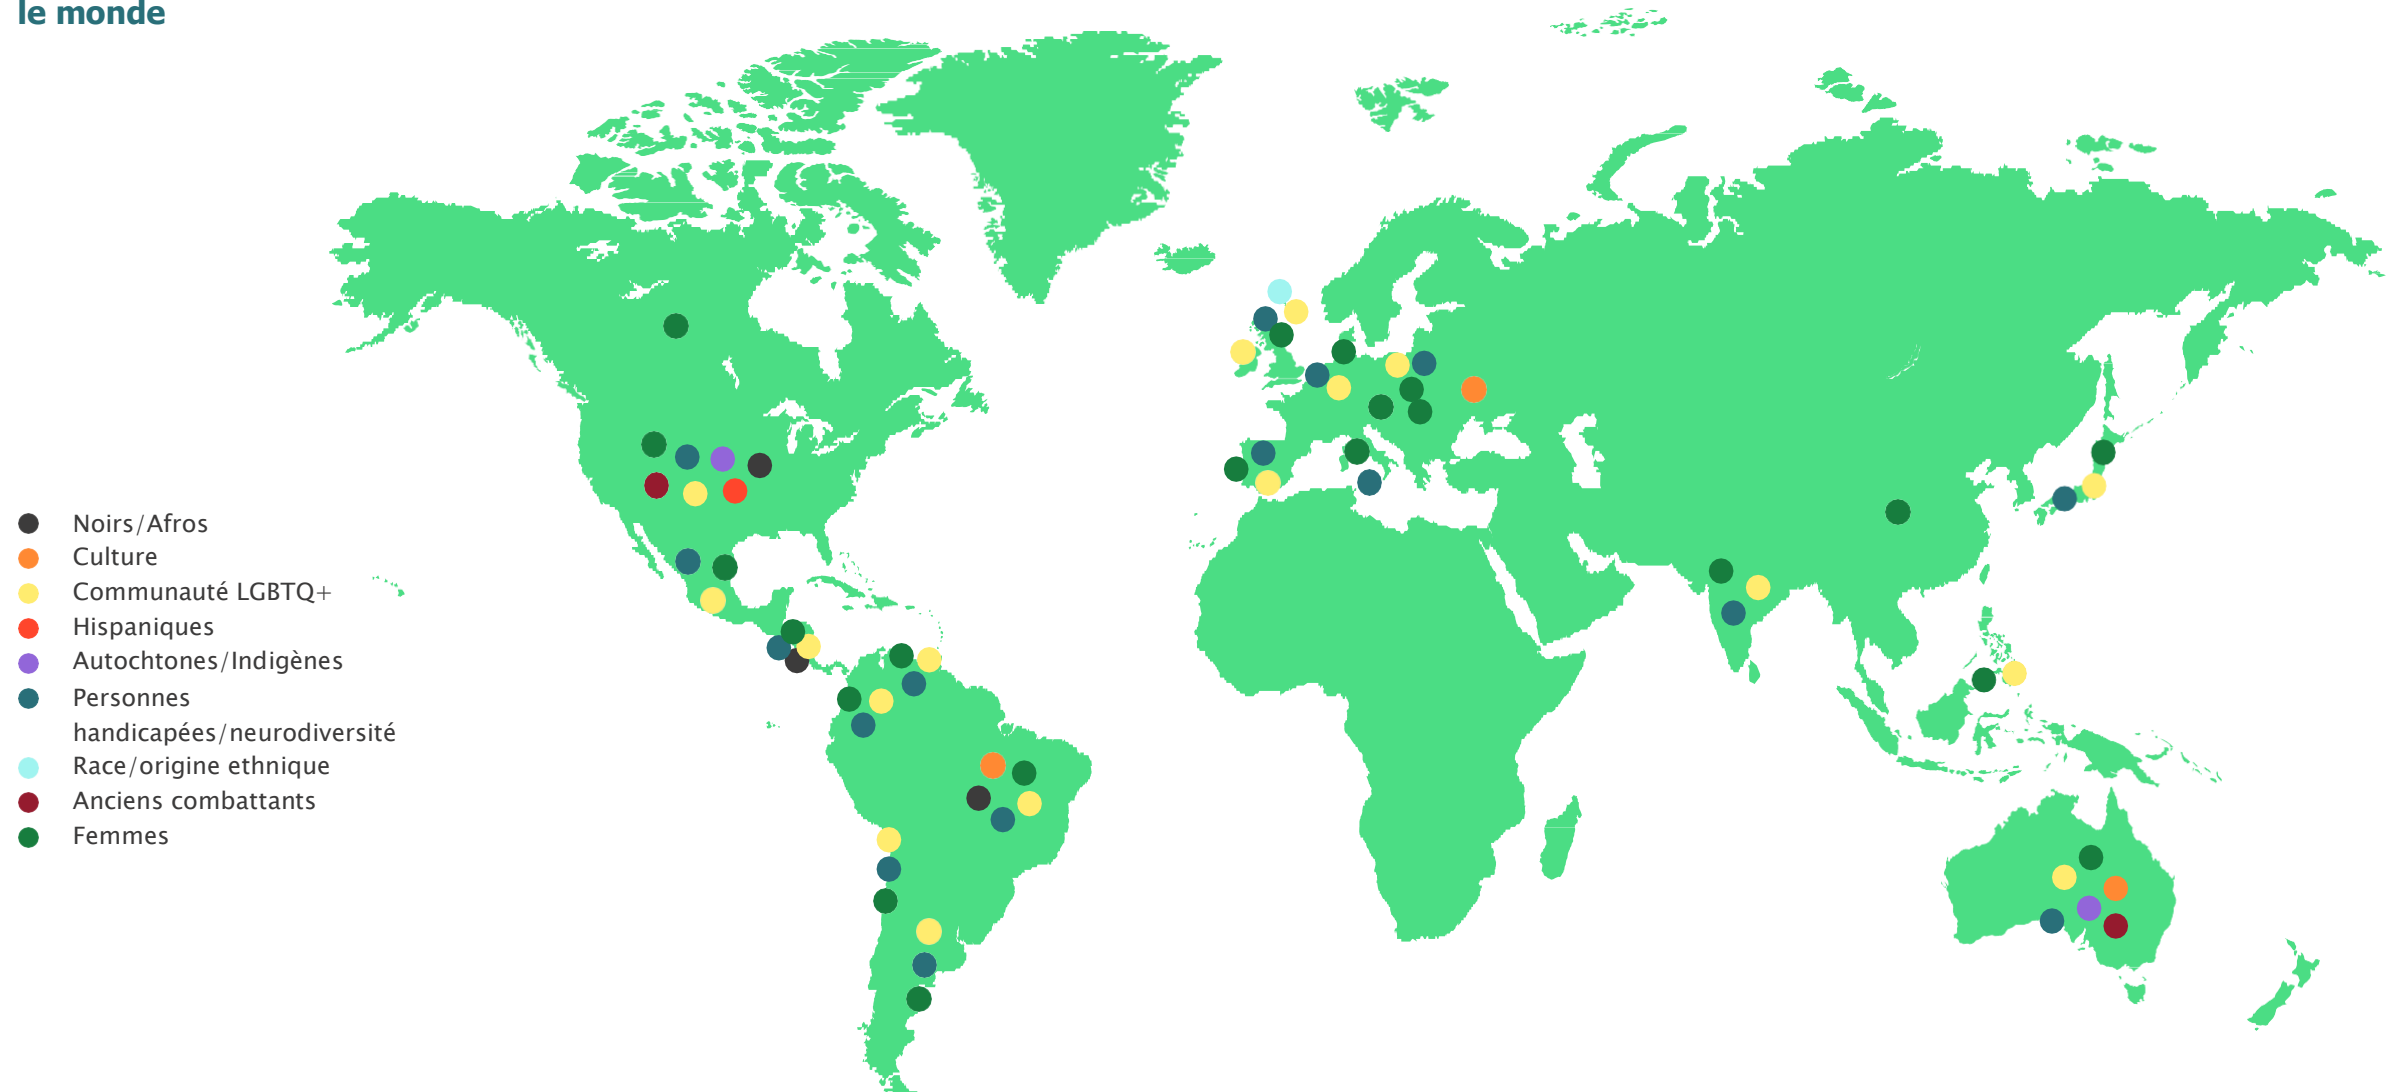 le monde
Noirs/Afros
Culture
Communauté LGBTQ+
Hispaniques
Autochtones/Indigènes
Personnes
handicapées/neurodiversité
Race/origine ethnique
Anciens combattants
Femmes